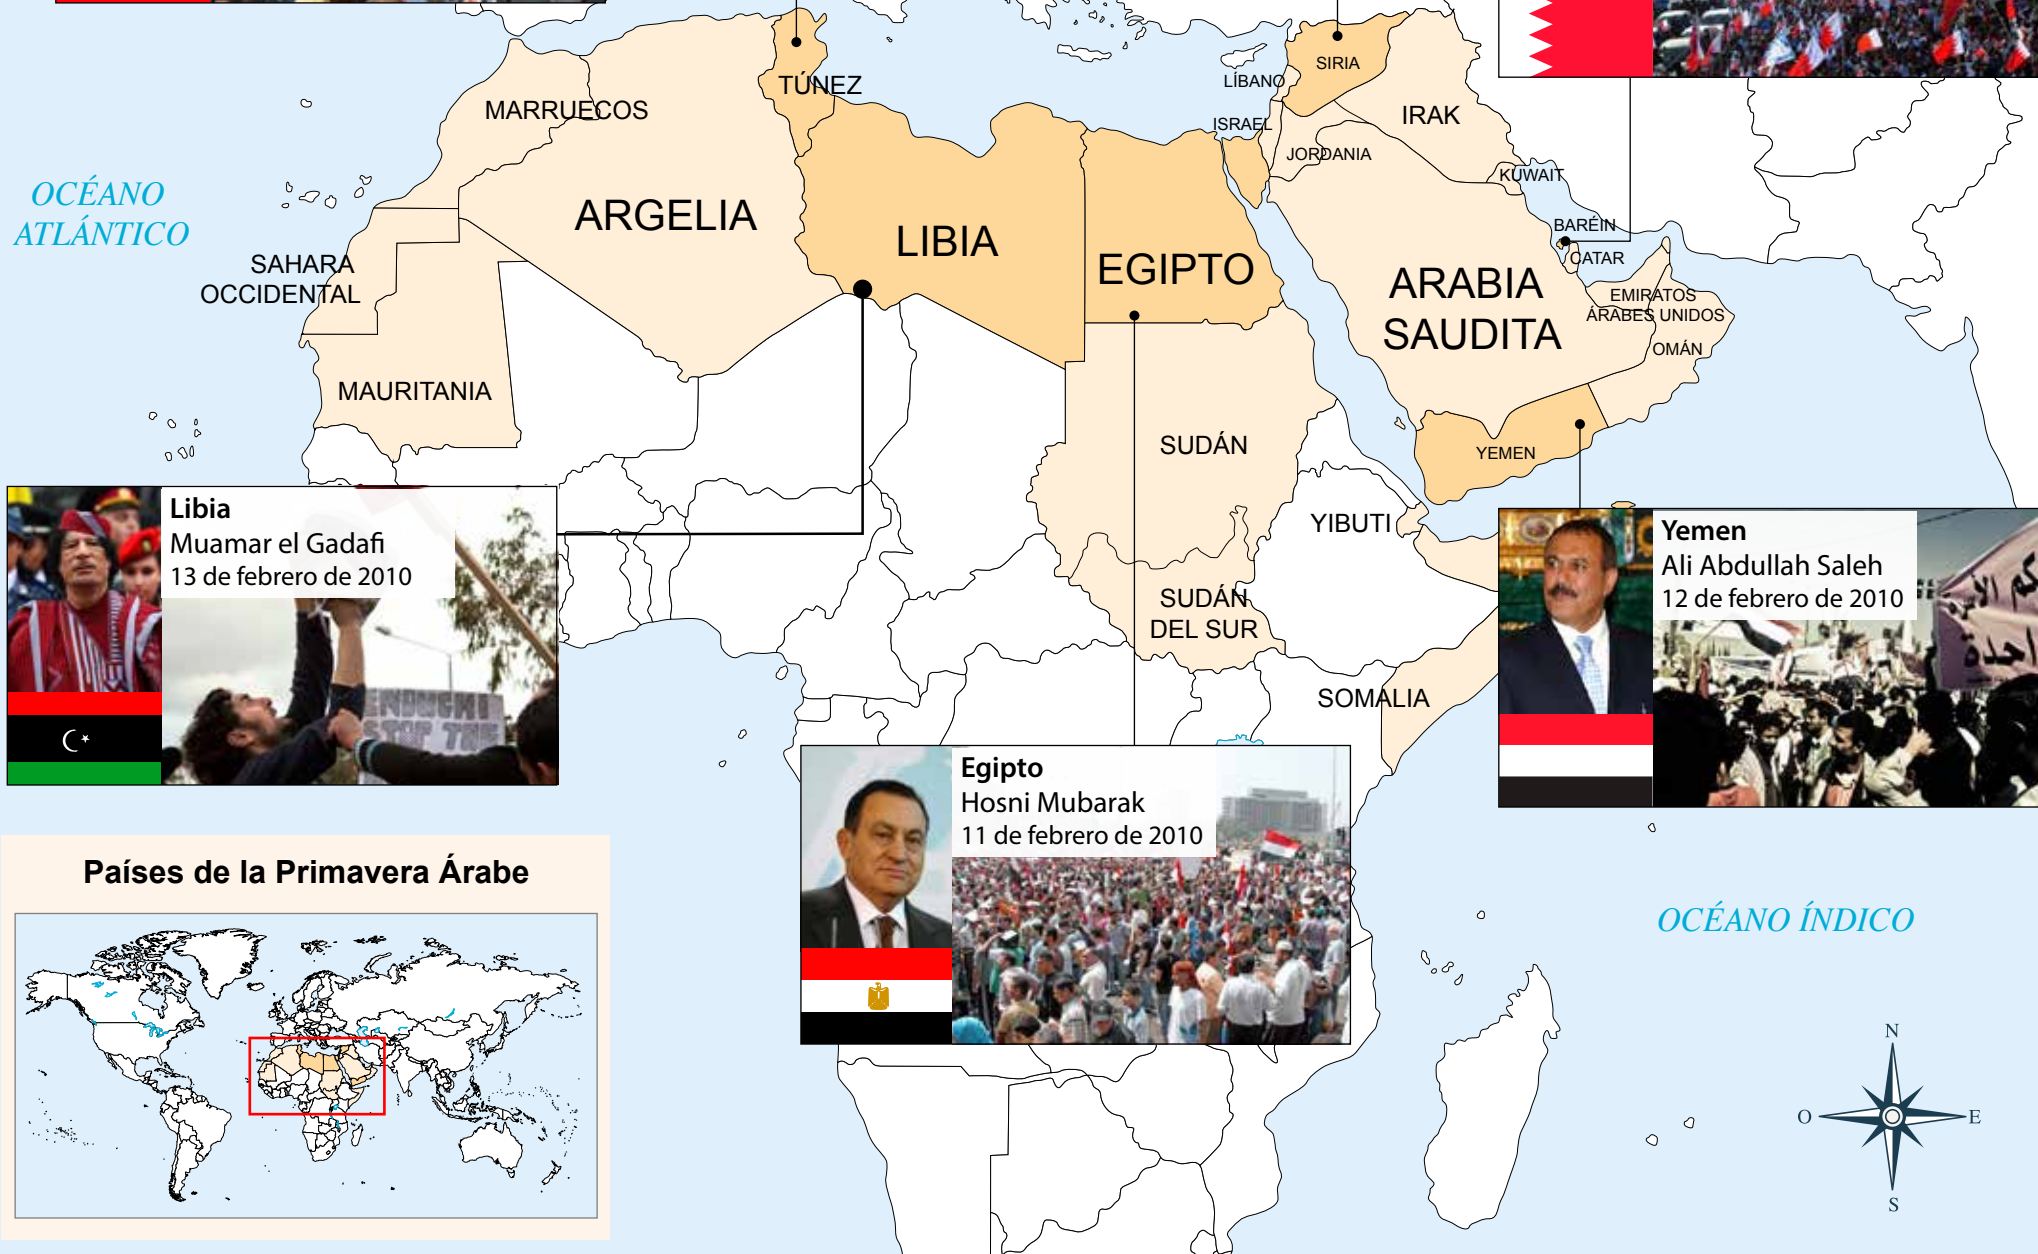 TÚNEZ
SIRIA
LÍBANO
MARRUECOS
IRAK
ISRAEL
JORDANIA
KUWAIT
OCÉANO
ATLÁNTICO
ARGELIA
LIBIA
BARÉIN
CATAR
EGIPTO
SAHARA
OCCIDENTAL
ARABIA
SAUDITA
EMIRATOS
ÁRABES UNIDOS
OMÁN
MAURITANIA
SUDÁN
YEMEN
YIBUTI
SUDÁN
DEL SUR
SOMALIA
Libia
Muamar el Gadafi
13 de febrero de 2010
Yemen
Ali Abdullah Saleh
12 de febrero de 2010
Egipto
Hosni Mubarak
11 de febrero de 2010
Países de la Primavera Árabe
OCÉANO ÍNDICO
N
O
E
S